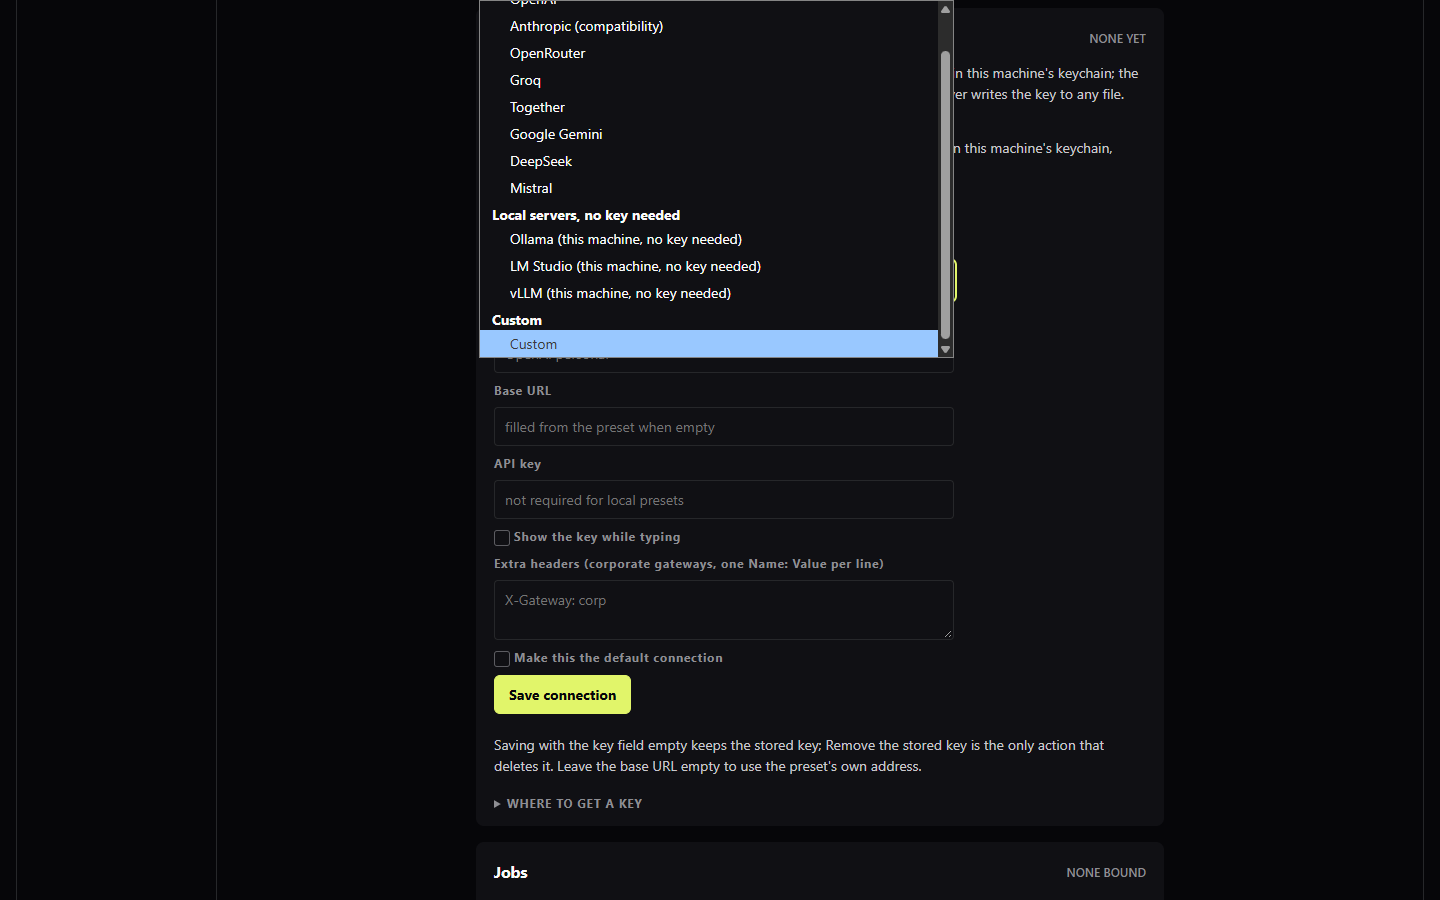 Anthropic (compatibility)
NONE YET
OpenRouter
n this machine's keychain; the
Groq
er writes the key to any file.
Together
Google Gemini
n this machine's keychain,
DeepSeek
Mistral
Local servers, no key needed
Ollama (this machine, no key needed)
LM Studio (this machine, no key needed)
vLLM (this machine, no key needed)
Custom
Custom
Base URL
filled from the preset when empty
API key
not required for local presets
Show the key while typing
Extra headers (corporate gateways, one Name: Value per line)
X-Gateway: corp
Make this the default connection
Save connection
Saving with the key field empty keeps the stored key; Remove the stored key is the only action that
deletes it. Leave the base URL empty to use the preset's own address.
WHERE TO GET A KEY
Jobs
NONE BOUND